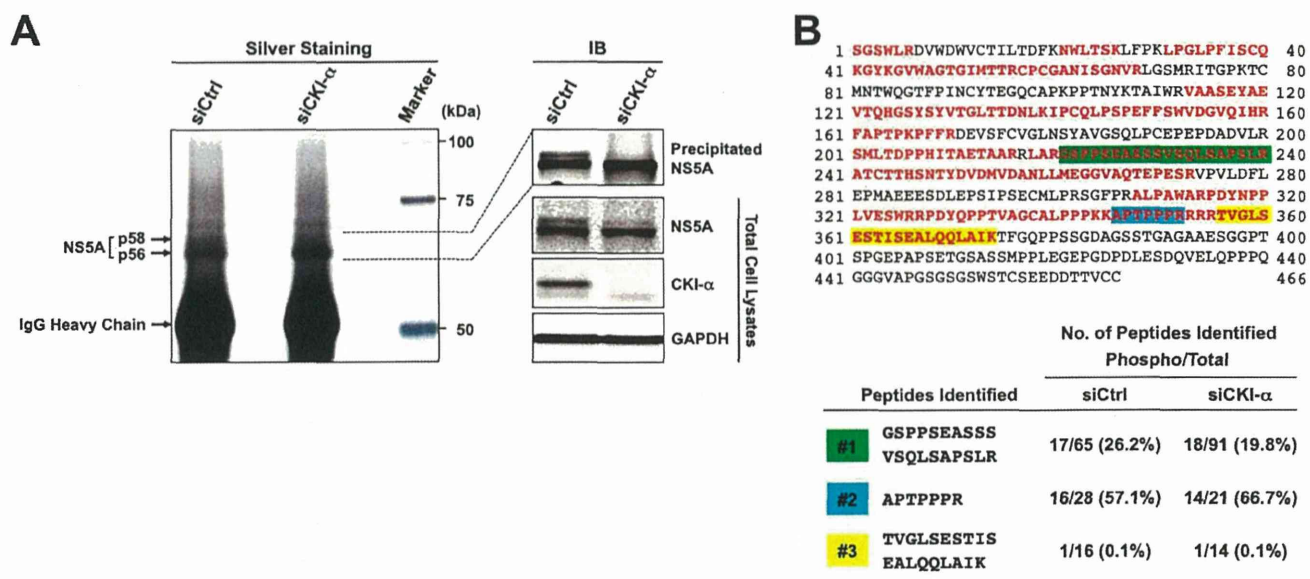 A
Silver Staining
siCtrl
siCKI-α
Marker
(kDa)
100
75
50
NS5A
p58
p56
IgG Heavy Chain
IB
siCtrl
siCKI-α
Precipitated
NS5A
NS5A
CKI-α
GAPDH
Total Cell Lysates
B
1 SGSWLRDVWDWVCTILTDFKNWLTSKLFPKLPGLPFISCQ 40
41 KGYKGVWAGTGIMTTRCPCGANISGNVRLGSMRITGPKTC 80
81 MNTWQGTFPINCYTEGQCAPKPPTNYKTAIWRVAASEYAE 120
121 VTQHGSYSYVTGLTTDNLKIPCQLPSPEFFSWVDGVQIHR 160
161 FAPTPKPFFRDEVSFCVGLNSYAVGSQLPCEPEPDADVLR 200
201 SMLTDPPHITAETAARRLARGSPPSEASSSVSQLSAPSLR 240
241 ATCTTHSNTYDVDMVDANLLMEGGVAQTEPESRVPVLDFL 280
281 EPMAEEESDLEPSIPSECMLPRSGFPRALPAWARPDYNPP 320
321 LVESWRRPDYQPPTVAGCALPPPKKAPTPPPRRRRTVGLS 360
361 ESTISEALQQLAIKTFGQPPSSGDAGSSTGAGAAESGGPT 400
401 SPGEPAPSETGSASSMPPLEGEPGDPDLESDQVELQPPPQ 440
441 GGGVAPGSGSGSWSTCSEEDDTTVCC 466
No. of Peptides Identified
Phospho/Total
Peptides Identified siCtrl siCKI-α
#1 GSPPSEASSS 17/65 (26.2%) 18/91 (19.8%)
VSQLSAPSLR
#2 APTPPPR 16/28 (57.1%) 14/21 (66.7%)
#3 TVGLSESTIS 1/16 (0.1%) 1/14 (0.1%)
EALQQLAIK